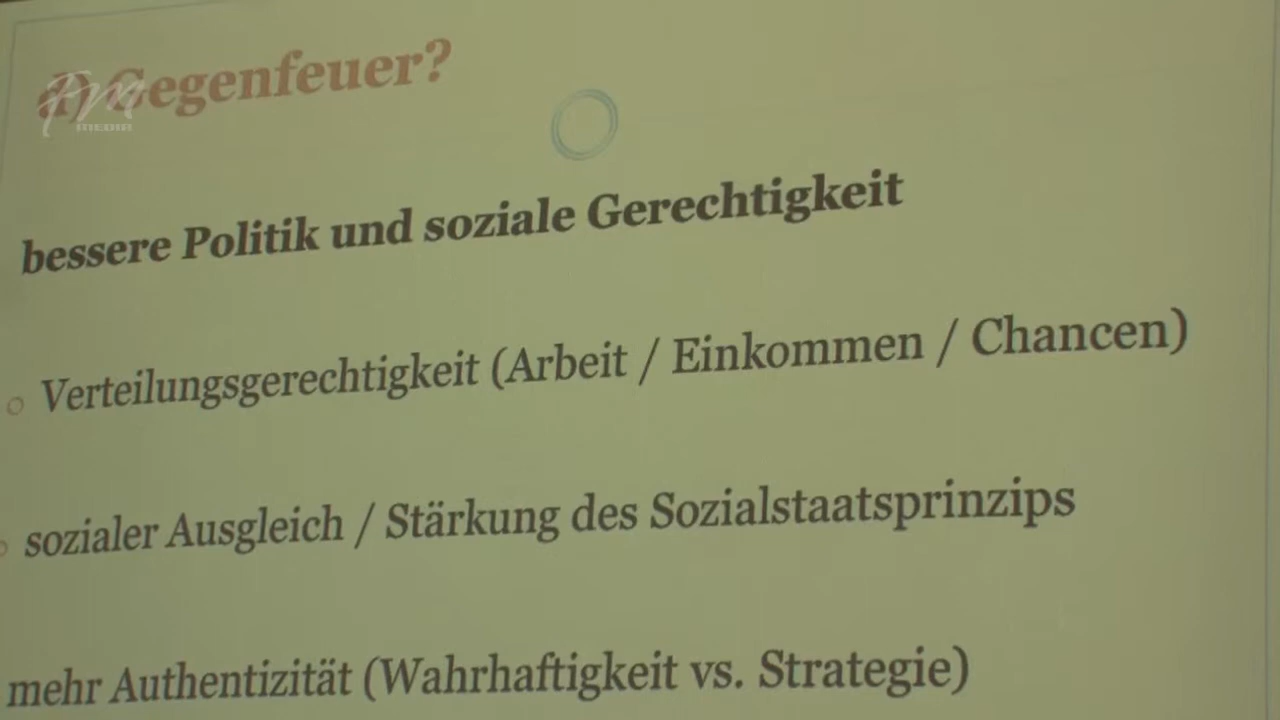 d) Gegenfeuer?
MEDIA
bessere Politik und soziale Gerechtigkeit
Verteilungsgerechtigkeit (Arbeit / Einkommen / Chancen)
sozialer Ausgleich / Stärkung des Sozialstaatsprinzips
mehr Authentizität (Wahrhaftigkeit vs. Strategie)